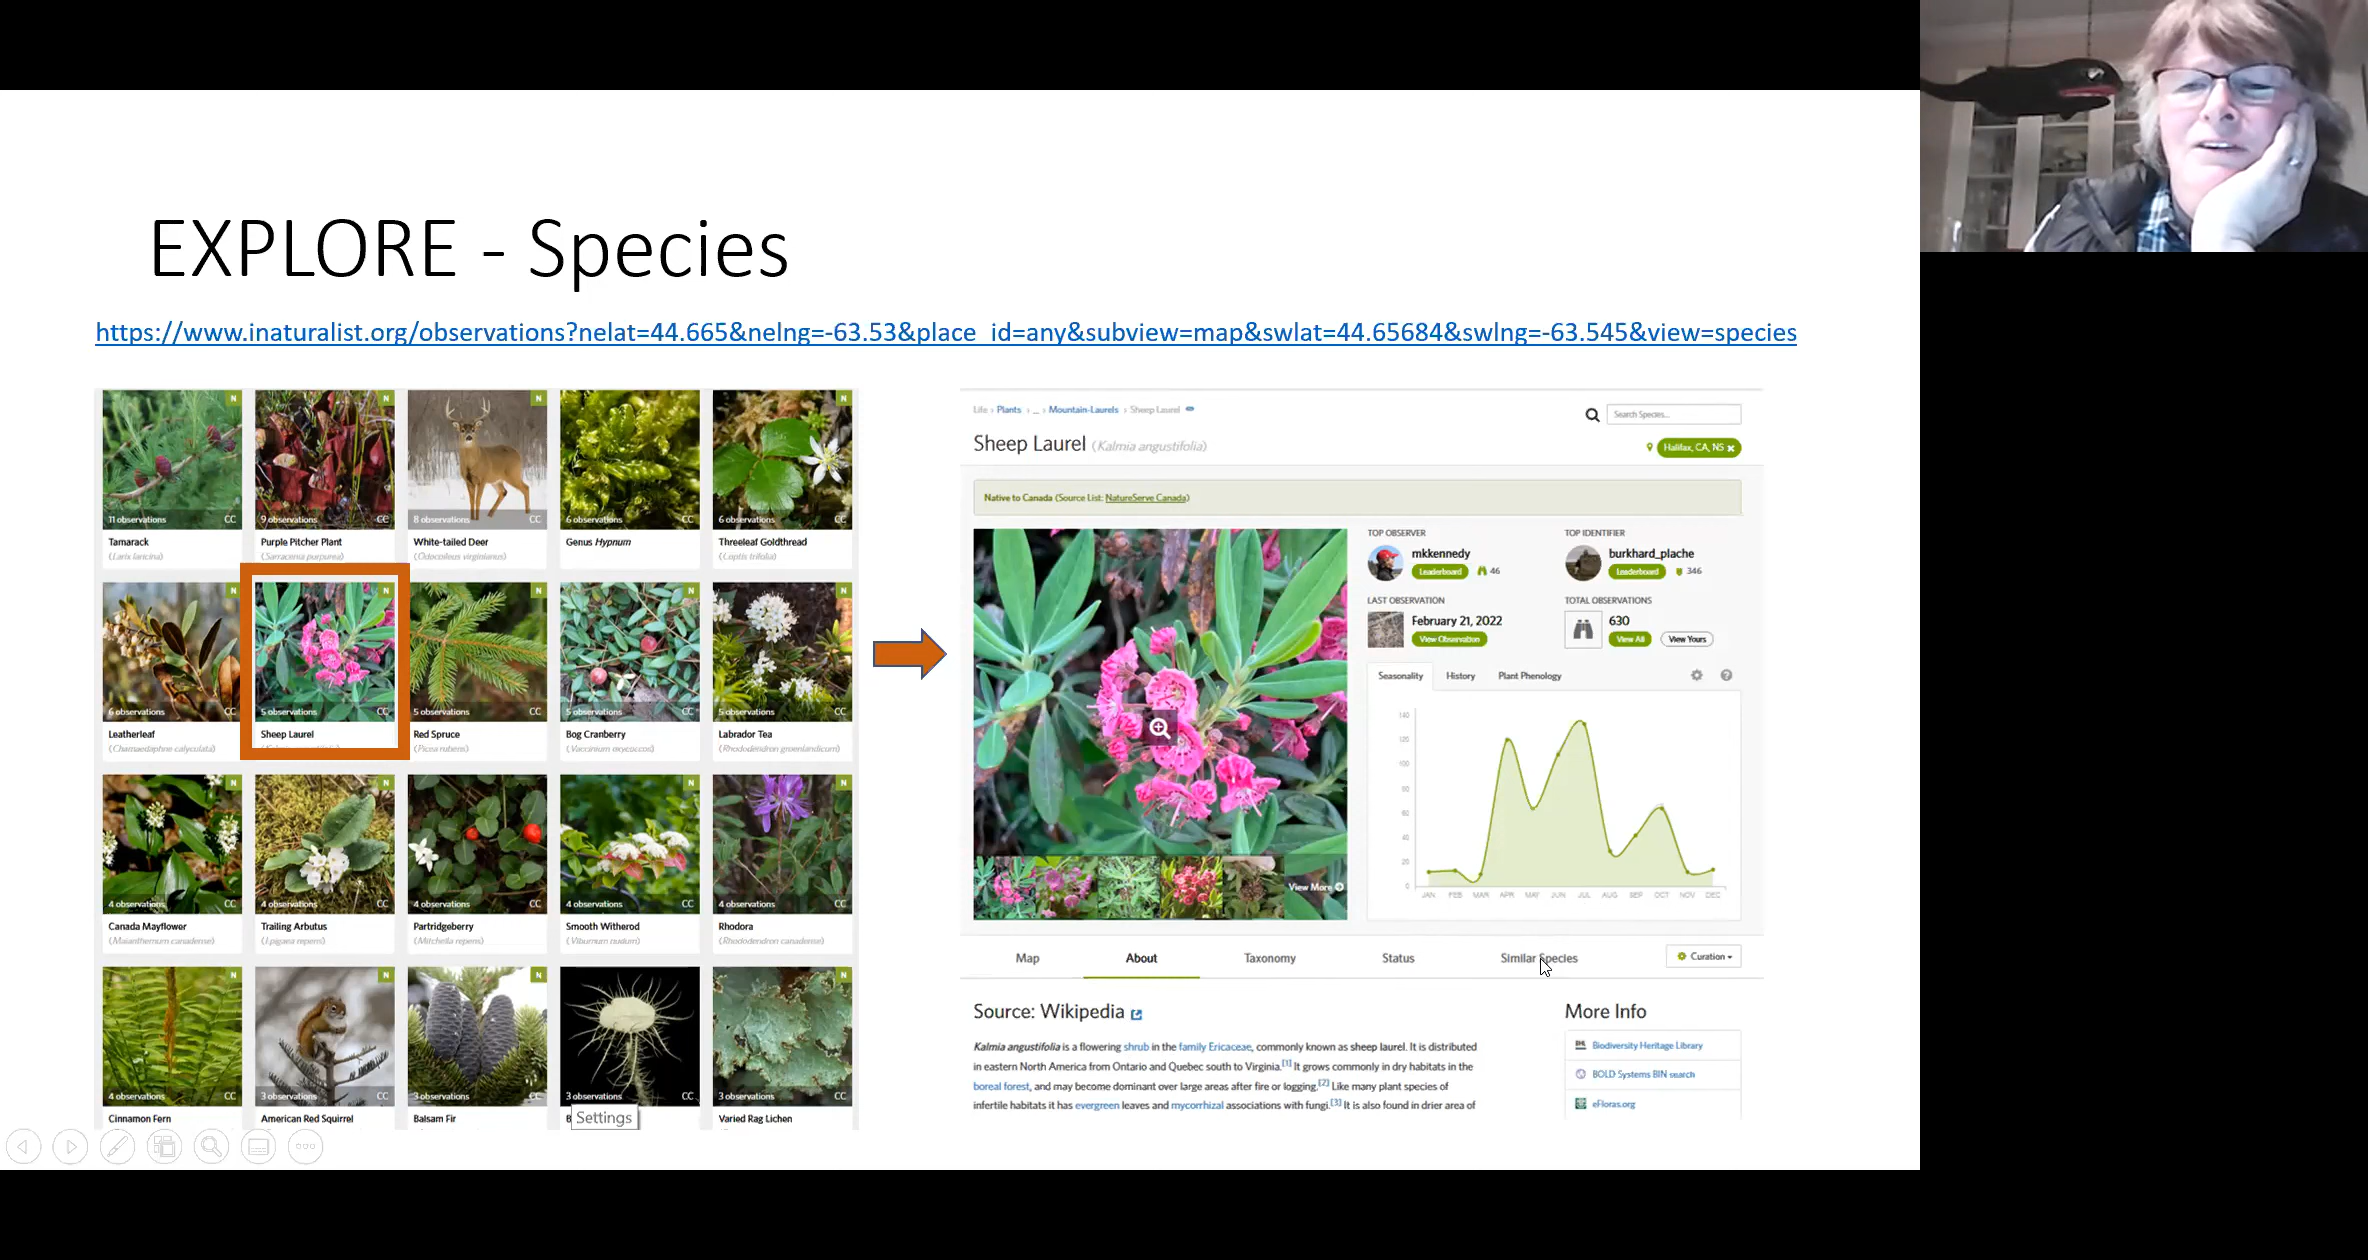 EXPLORE - Species
https://www.inaturalist.org/observations?nelat=44.665&nelng=-63.53&place_id=any&subview=map&swlat=44.65684&swlng=-63.545&view=species
N
11 observations CC
Tamarack
(Larix laricina)
N
9 observations CC
Purple Pitcher Plant
(Sarracenia purpurea)
N
8 observations CC
White-tailed Deer
(Odocoileus virginianus)
6 observations CC
Genus Hypnum
N
6 observations CC
Threeleaf Goldthread
(Coptis trifolia)
N
6 observations CC
Leatherleaf
(Chamaedaphne calyculata)
N
5 observations CC
Sheep Laurel
N
5 observations CC
Red Spruce
(Picea rubens)
N
5 observations CC
Bog Cranberry
(Vaccinium oxycoccos)
N
5 observations CC
Labrador Tea
(Rhododendron groenlandicum)
N
4 observations CC
Canada Mayflower
(Maianthemum canadense)
N
4 observations CC
Trailing Arbutus
(Epigaea repens)
4 observations CC
Partridgeberry
(Mitchella repens)
N
4 observations CC
Smooth Witherod
(Viburnum nudum)
N
4 observations CC
Rhodora
(Rhododendron canadense)
N
4 observations CC
Cinnamon Fern
N
3 observations CC
American Red Squirrel
N
3 observations CC
Balsam Fir
3 observations CC
Settings
3 observations CC
Varied Rag Lichen
Life › Plants › ... › Mountain-Laurels › Sheep Laurel
Search Species...
Sheep Laurel (Kalmia angustifolia)
Halifax, CA, NS ×
Native to Canada (Source List: NatureServe Canada)
View More
TOP OBSERVER
mkkennedy
Leaderboard 46
TOP IDENTIFIER
burkhard_plache
Leaderboard 346
LAST OBSERVATION
February 21, 2022
View Observation
TOTAL OBSERVATIONS
630
View All View Yours
Seasonality History Plant Phenology
140
120
100
80
60
40
20
0
JAN FEB MAR APR MAY JUN JUL AUG SEP OCT NOV DEC
Map About Taxonomy Status Similar Species Curation
Source: Wikipedia
Kalmia angustifolia is a flowering shrub in the family Ericaceae, commonly known as sheep laurel. It is distributed
in eastern North America from Ontario and Quebec south to Virginia.[1] It grows commonly in dry habitats in the
boreal forest, and may become dominant over large areas after fire or logging.[2] Like many plant species of
infertile habitats it has evergreen leaves and mycorrhizal associations with fungi.[3] It is also found in drier area of
More Info
Biodiversity Heritage Library
BOLD Systems BIN search
eFloras.org